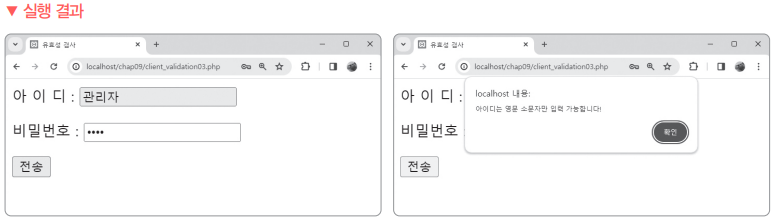 ▼ 실행 결과
유효성 검사
localhost/chap09/client_validation03.php
아 이 디 : 관리자
비밀번호 : ••••
전송
유효성 검사
localhost/chap09/client_validation03.php
아 이 디 :
localhost 내용:
아이디는 영문 소문자만 입력 가능합니다!
비밀번호 :
확인
전송